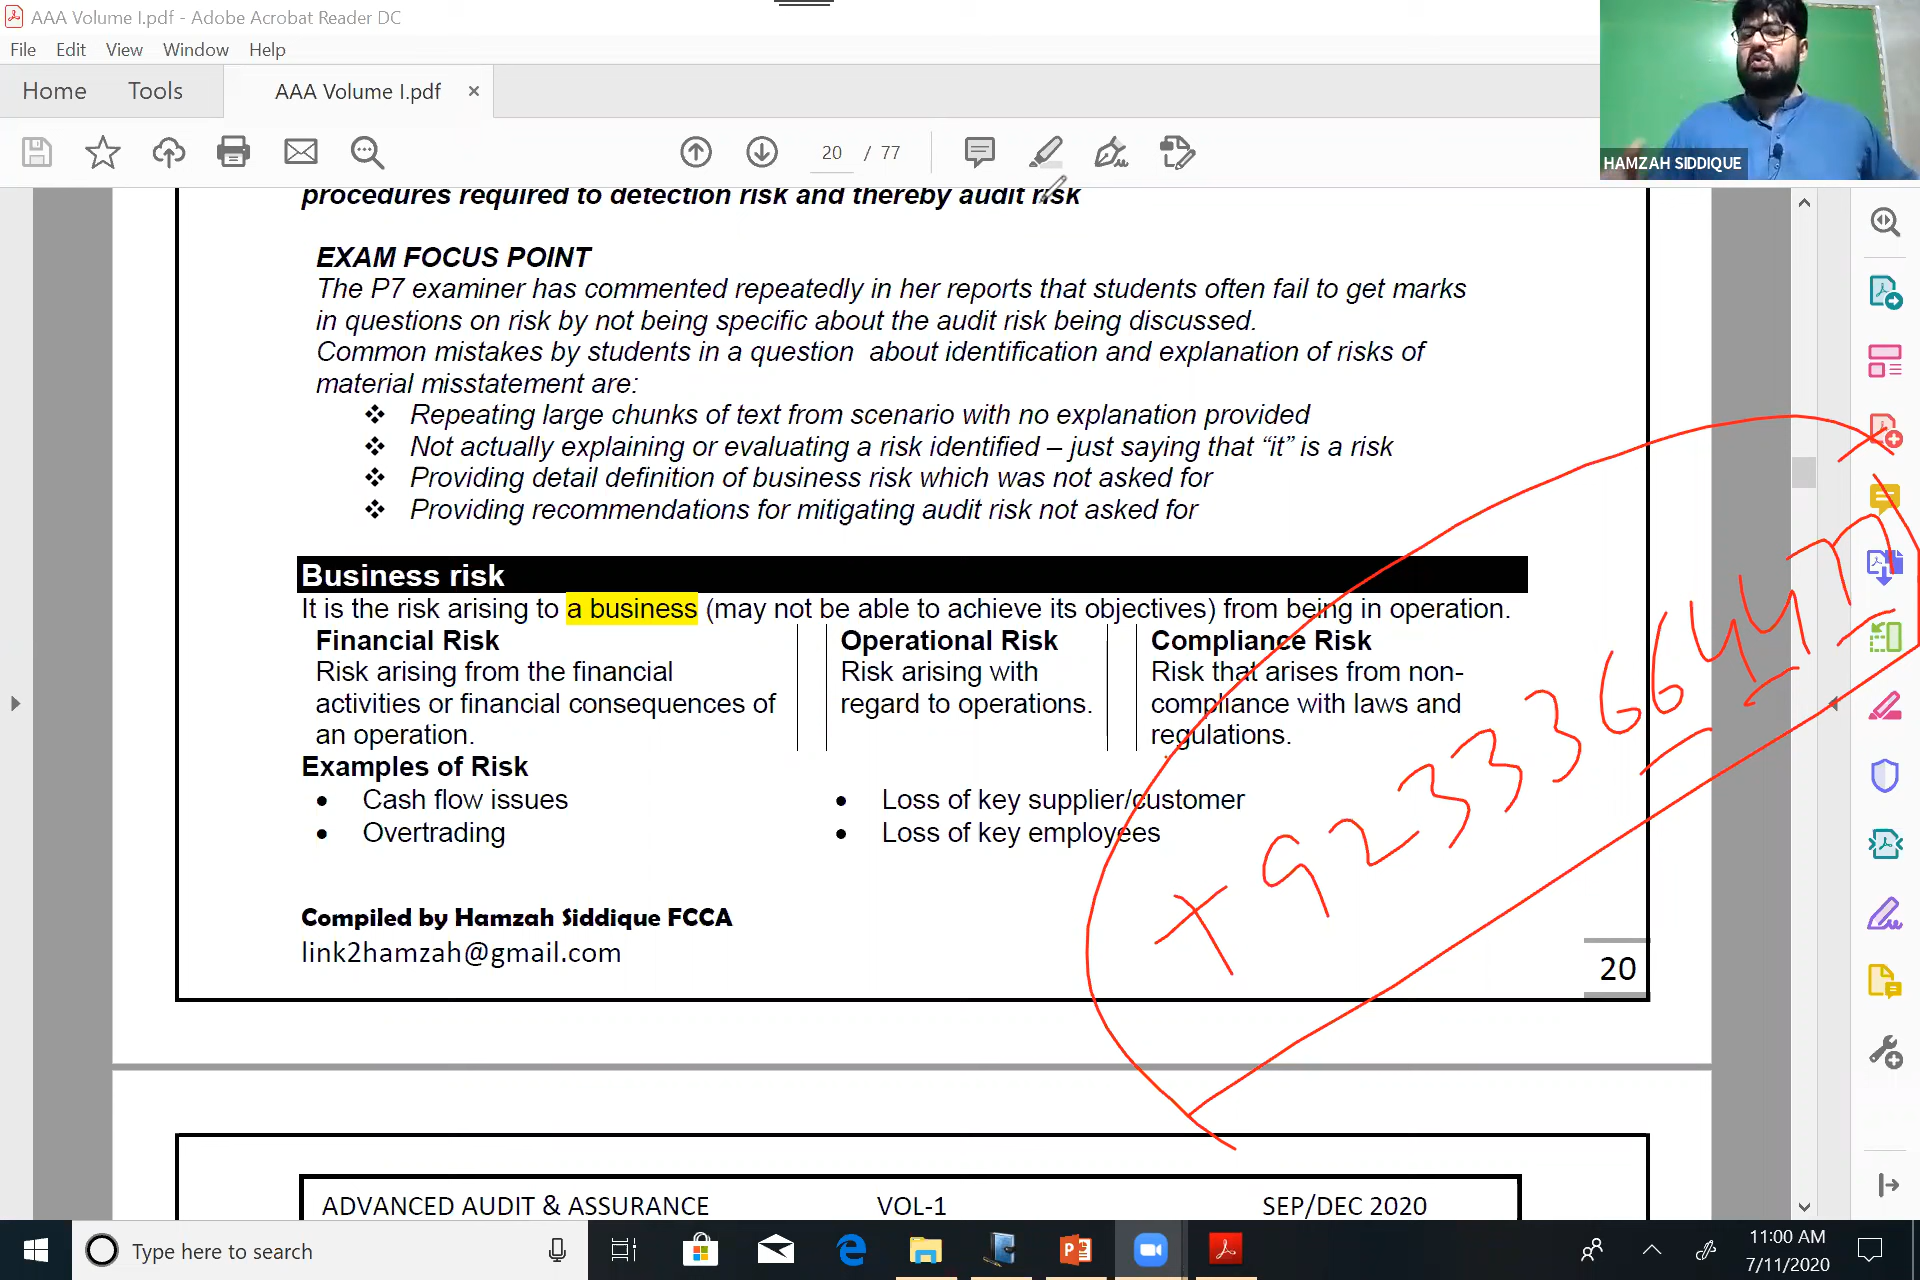 AAA Volume I.pdf - Adobe Acrobat Reader DC
File Edit View Window Help
Home Tools AAA Volume I.pdf ×
20 / 77
HAMZAH SIDDIQUE
procedures required to detection risk and thereby audit risk
EXAM FOCUS POINT
The P7 examiner has commented repeatedly in her reports that students often fail to get marks
in questions on risk by not being specific about the audit risk being discussed.
Common mistakes by students in a question about identification and explanation of risks of
material misstatement are:
❖ Repeating large chunks of text from scenario with no explanation provided
❖ Not actually explaining or evaluating a risk identified – just saying that “it” is a risk
❖ Providing detail definition of business risk which was not asked for
❖ Providing recommendations for mitigating audit risk not asked for
Business risk
It is the risk arising to a business (may not be able to achieve its objectives) from being in operation.
Financial Risk
Risk arising from the financial
activities or financial consequences of
an operation.
Operational Risk
Risk arising with
regard to operations.
Compliance Risk
Risk that arises from non-
compliance with laws and
regulations.
Examples of Risk
• Cash flow issues
• Overtrading
• Loss of key supplier/customer
• Loss of key employees
Compiled by Hamzah Siddique FCCA
link2hamzah@gmail.com
20
ADVANCED AUDIT & ASSURANCE VOL-1 SEP/DEC 2020
Type here to search
11:00 AM
7/11/2020